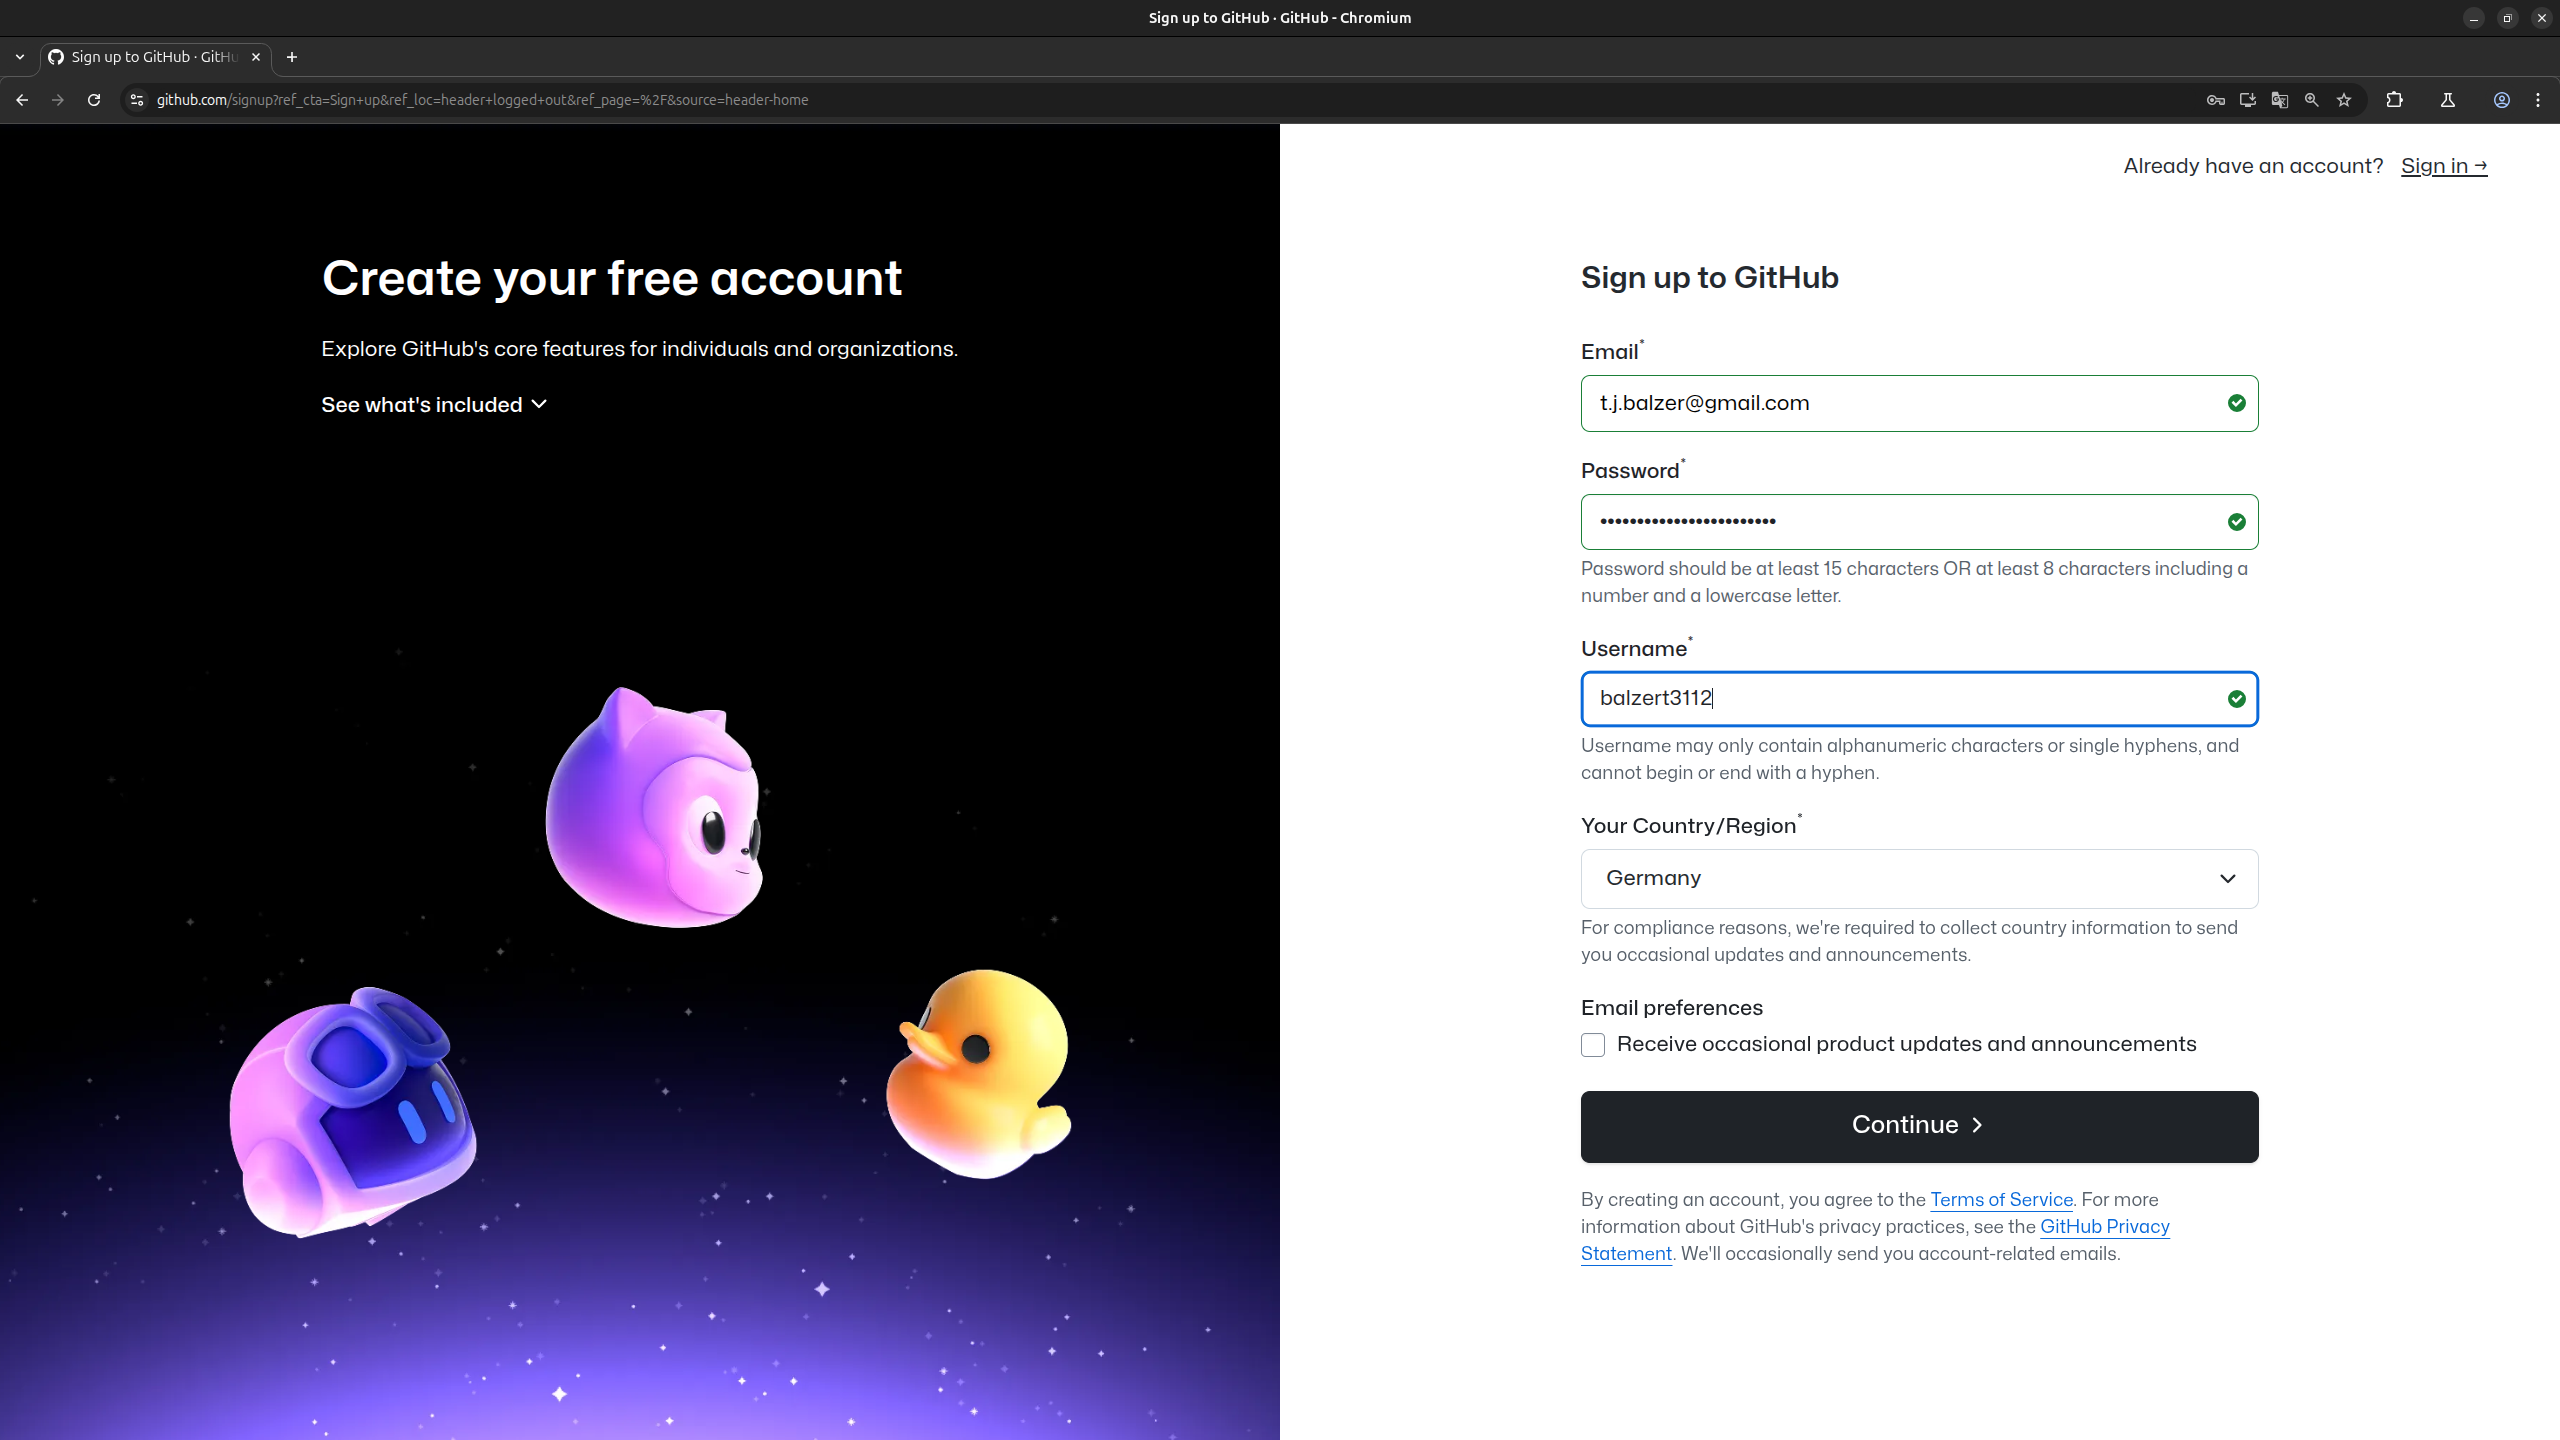 Sign up to GitHub · GitHub - Chromium
Sign up to GitHub · GitHu
github.com/signup?ref_cta=Sign+up&ref_loc=header+logged+out&ref_page=%2F&source=header-home
Already have an account? Sign in →
Create your free account
Explore GitHub's core features for individuals and organizations.
See what's included
Sign up to GitHub
Email*
t.j.balzer@gmail.com
Password*
••••••••••••••••••••••••
Password should be at least 15 characters OR at least 8 characters including a
number and a lowercase letter.
Username*
balzert3112
Username may only contain alphanumeric characters or single hyphens, and
cannot begin or end with a hyphen.
Your Country/Region*
Germany
For compliance reasons, we're required to collect country information to send
you occasional updates and announcements.
Email preferences
Receive occasional product updates and announcements
Continue
By creating an account, you agree to the Terms of Service. For more
information about GitHub's privacy practices, see the GitHub Privacy
Statement. We'll occasionally send you account-related emails.